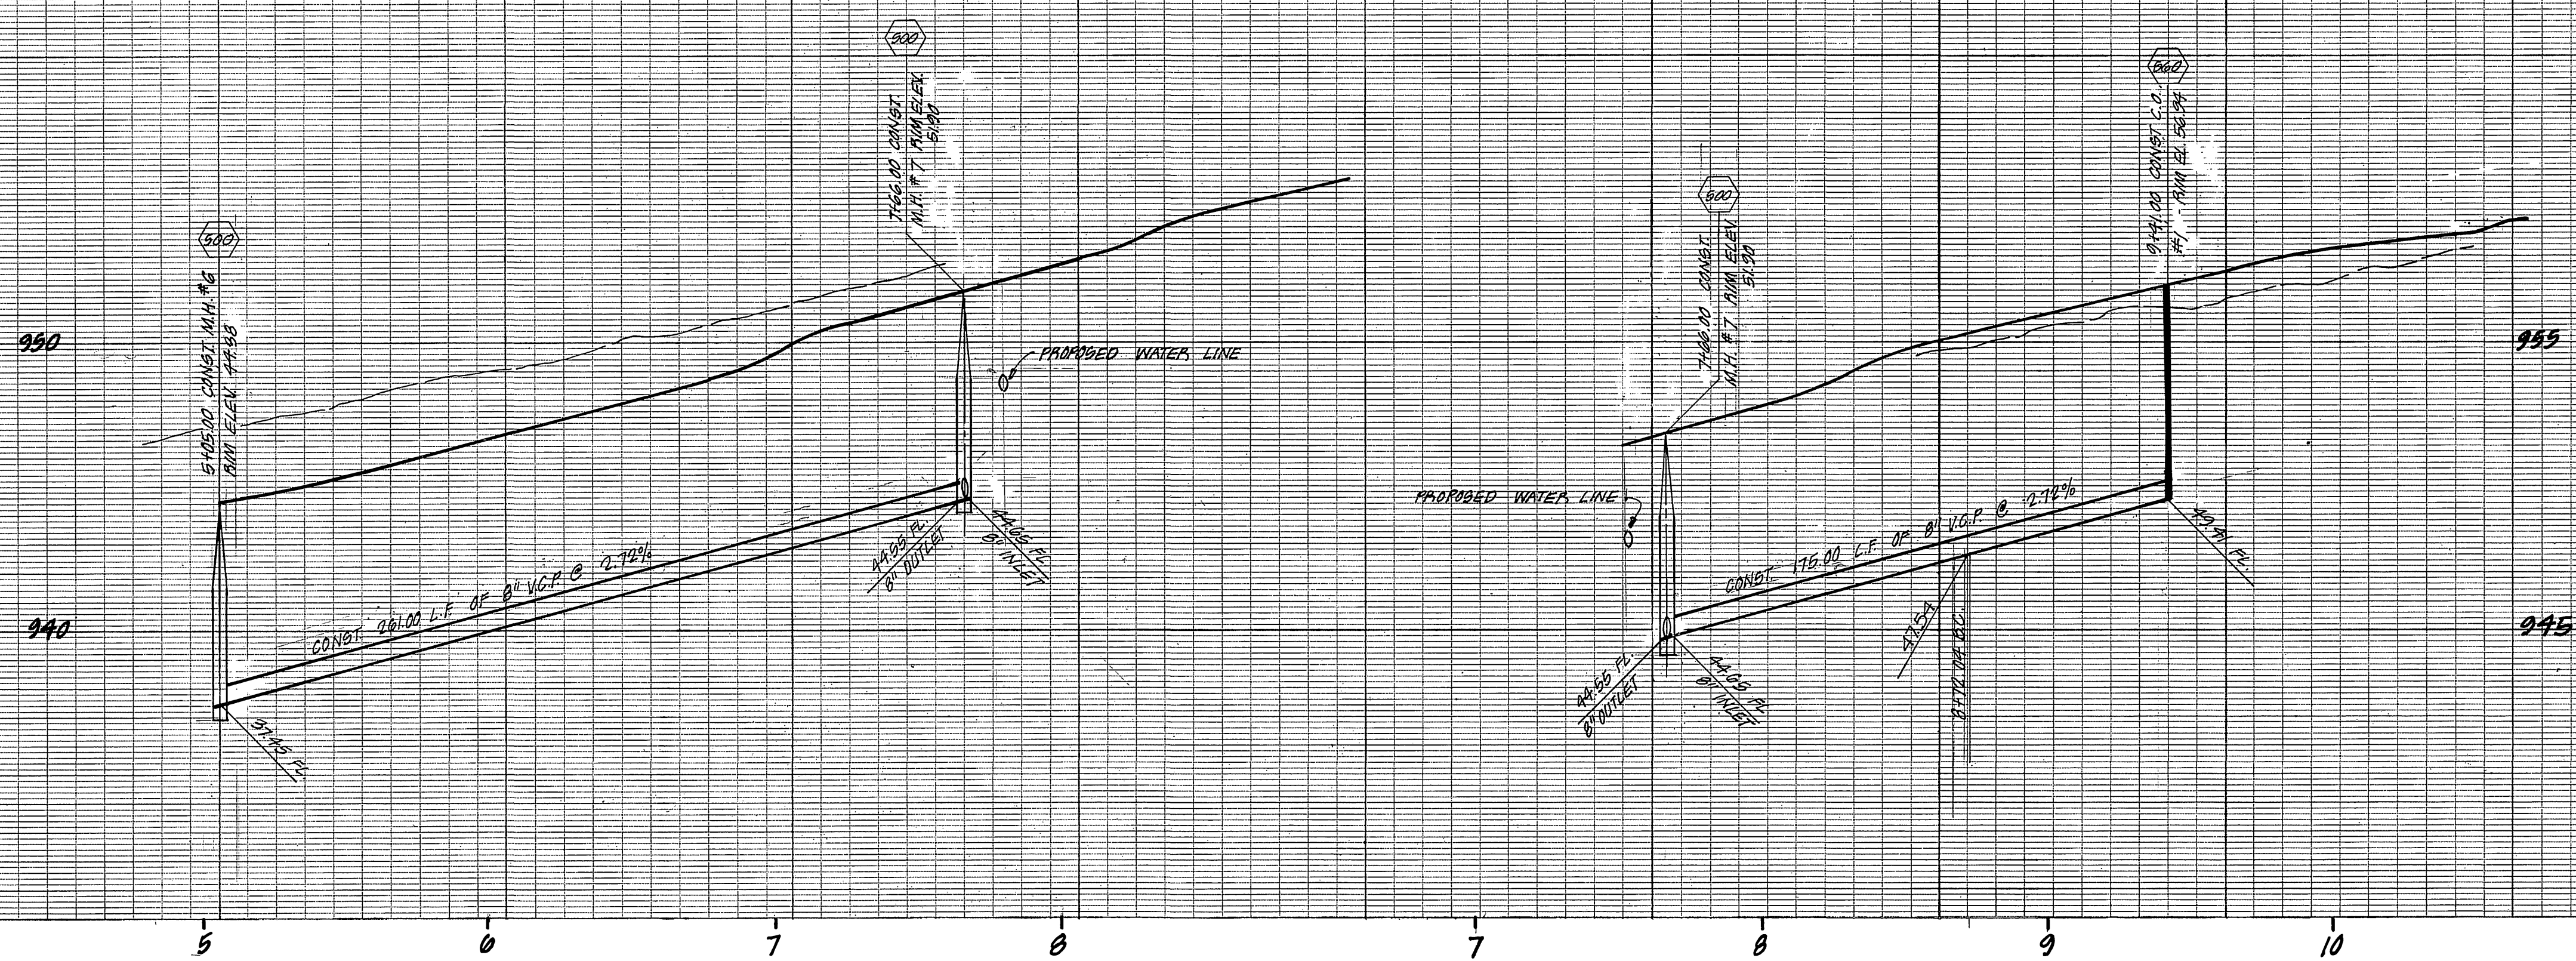 500
5+05.00 CONST. M.H. #6
RIM ELEV. 44.98
500
7+66.00 CONST.
M.H. #7 RIM ELEV.
51.90
PROPOSED WATER LINE
CONST. 261.00 L.F. OF 8" V.C.P. @ 2.72%
37.45 FL.
44.55 FL.
8" OUTLET
44.65 FL
8" INLET
950
940
5
6
7
8
500
7+66.00 CONST.
M.H. #7 RIM ELEV.
51.90
560
9+41.00 CONST C.O.
#1 - RIM EL. 56.94
PROPOSED WATER LINE
CONST. 175.00 L.F. OF 8" V.C.P. @ 2.72%
44.55 FL.
8" OUTLET
44.65 FL
8" INLET
47.54
8+72.04 B.C.
49.41 FL.
955
945
7
8
9
10